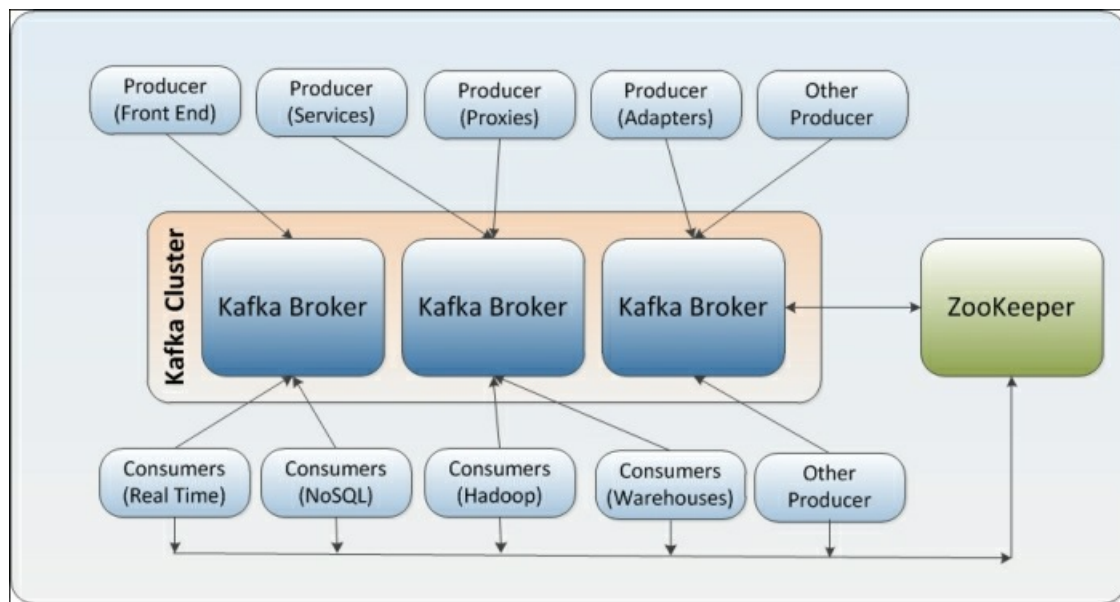 Producer
(Front End)
Producer
(Services)
Producer
(Proxies)
Producer
(Adapters)
Other
Producer
Kafka Cluster
Kafka Broker
Kafka Broker
Kafka Broker
ZooKeeper
Consumers
(Real Time)
Consumers
(NoSQL)
Consumers
(Hadoop)
Consumers
(Warehouses)
Other
Producer